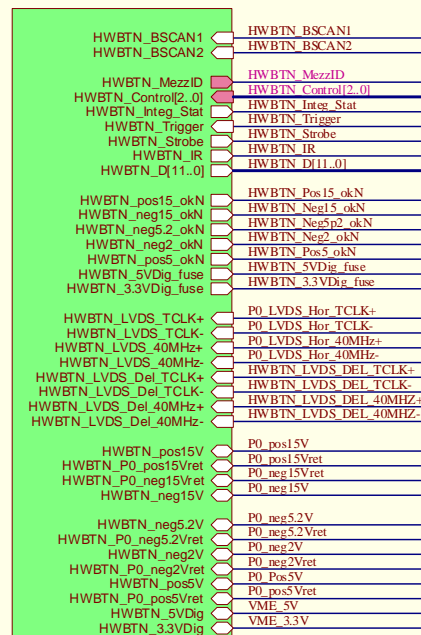 HWBTN_BSCAN1 HWBTN_BSCAN1
HWBTN_BSCAN2 HWBTN_BSCAN2
HWBTN_MezzID HWBTN_MezzID
HWBTN_Control[2..0] HWBTN_Control[2..0]
HWBTN_Integ_Stat HWBTN_Integ_Stat
HWBTN_Trigger HWBTN_Trigger
HWBTN_Strobe HWBTN_Strobe
HWBTN_IR HWBTN_IR
HWBTN_D[11..0] HWBTN_D[11..0]
HWBTN_pos15_okN HWBTN_Pos15_okN
HWBTN_neg15_okN HWBTN_Neg15_okN
HWBTN_neg5.2_okN HWBTN_Neg5p2_okN
HWBTN_neg2_okN HWBTN_Neg2_okN
HWBTN_pos5_okN HWBTN_Pos5_okN
HWBTN_5VDig_fuse HWBTN_5VDig_fuse
HWBTN_3.3VDig_fuse HWBTN_3.3VDig_fuse
HWBTN_LVDS_TCLK+ P0_LVDS_Hor_TCLK+
HWBTN_LVDS_TCLK- P0_LVDS_Hor_TCLK-
HWBTN_LVDS_40MHz+ P0_LVDS_Hor_40MHz+
HWBTN_LVDS_40MHz- P0_LVDS_Hor_40MHz-
HWBTN_LVDS_Del_TCLK+ HWBTN_LVDS_DEL_TCLK+
HWBTN_LVDS_Del_TCLK- HWBTN_LVDS_DEL_TCLK-
HWBTN_LVDS_Del_40MHz+ HWBTN_LVDS_DEL_40MHZ+
HWBTN_LVDS_Del_40MHz- HWBTN_LVDS_DEL_40MHZ-
HWBTN_pos15V P0_pos15V
HWBTN_P0_pos15Vret P0_pos15Vret
HWBTN_P0_neg15Vret P0_neg15Vret
HWBTN_neg15V P0_neg15V
HWBTN_neg5.2V P0_neg5.2V
HWBTN_P0_neg5.2Vret P0_neg5.2Vret
HWBTN_neg2V P0_neg2V
HWBTN_P0_neg2Vret P0_neg2Vret
HWBTN_pos5V P0_Pos5V
HWBTN_P0_pos5Vret P0_pos5Vret
HWBTN_5VDig VME_5V
HWBTN_3.3VDig VME_3.3V